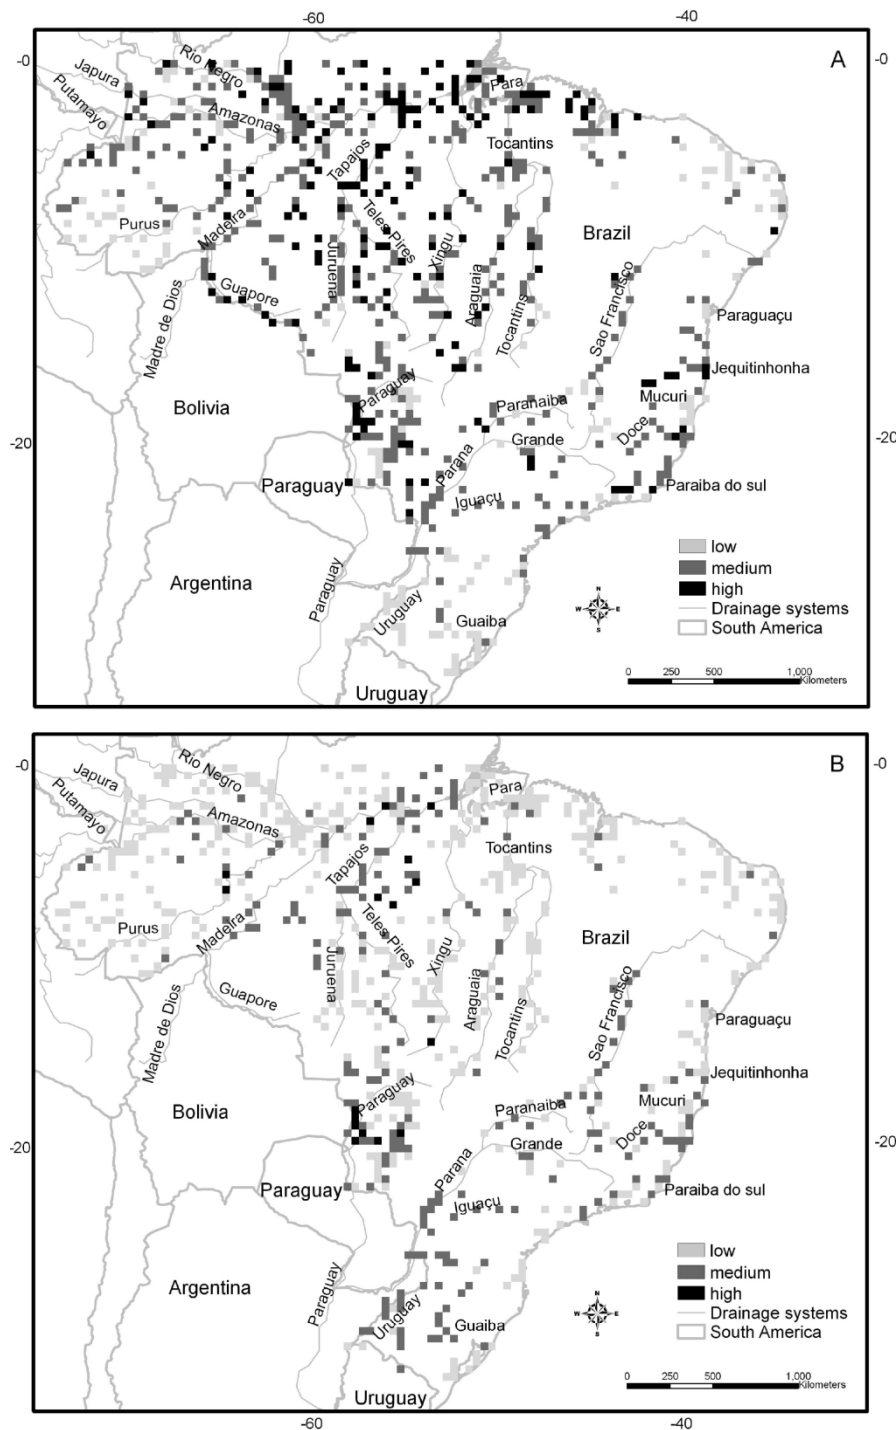 -60
-40
A
-0
-0
Rio Negro
Japura
Para
Putamayo
Amazonas
Tocantins
Tapajos
Teles Pires
Purus
Madeira
Brazil
Xingu
Juruena
Sao Francisco
Guapore
Araguaia
Tocantins
Madre de Dios
Paraguaçu
Jequitinhonha
Paraguay
Bolivia
Paranaiba
Mucuri
Doce
-20
-20
Grande
Parana
Paraguay
Paraiba do sul
Iguaçu
low
medium
Argentina
Paraguay
high
Uruguay
Guaiba
N
W
E
S
Drainage systems
South America
0 250 500 1,000
Kilometers
Uruguay
B
-0
-0
Rio Negro
Japura
Para
Putamayo
Amazonas
Tocantins
Tapajos
Teles Pires
Purus
Madeira
Brazil
Xingu
Juruena
Sao Francisco
Guapore
Araguaia
Tocantins
Madre de Dios
Paraguaçu
Jequitinhonha
Paraguay
Bolivia
Paranaiba
Mucuri
Doce
-20
-20
Grande
Parana
Paraguay
Paraiba do sul
Iguaçu
low
medium
Argentina
Paraguay
high
Uruguay
Guaiba
N
W
E
S
Drainage systems
South America
0 250 500 1,000
Kilometers
Uruguay
-60
-40